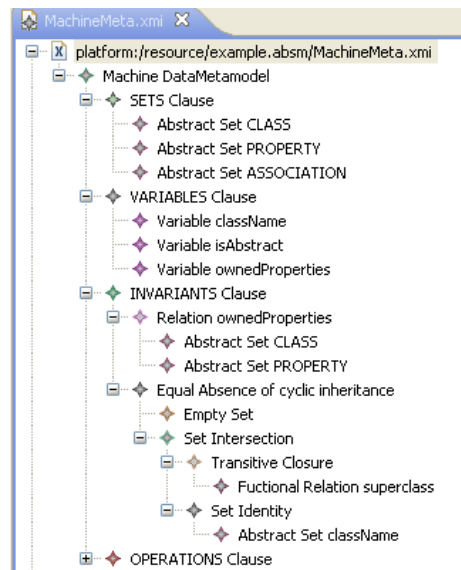 MachineMeta.xmi
platform:/resource/example.absm/MachineMeta.xmi
Machine DataMetamodel
SETS Clause
Abstract Set CLASS
Abstract Set PROPERTY
Abstract Set ASSOCIATION
VARIABLES Clause
Variable className
Variable isAbstract
Variable ownedProperties
INVARIANTS Clause
Relation ownedProperties
Abstract Set CLASS
Abstract Set PROPERTY
Equal Absence of cyclic inheritance
Empty Set
Set Intersection
Transitive Closure
Fuctional Relation superclass
Set Identity
Abstract Set className
OPERATIONS Clause